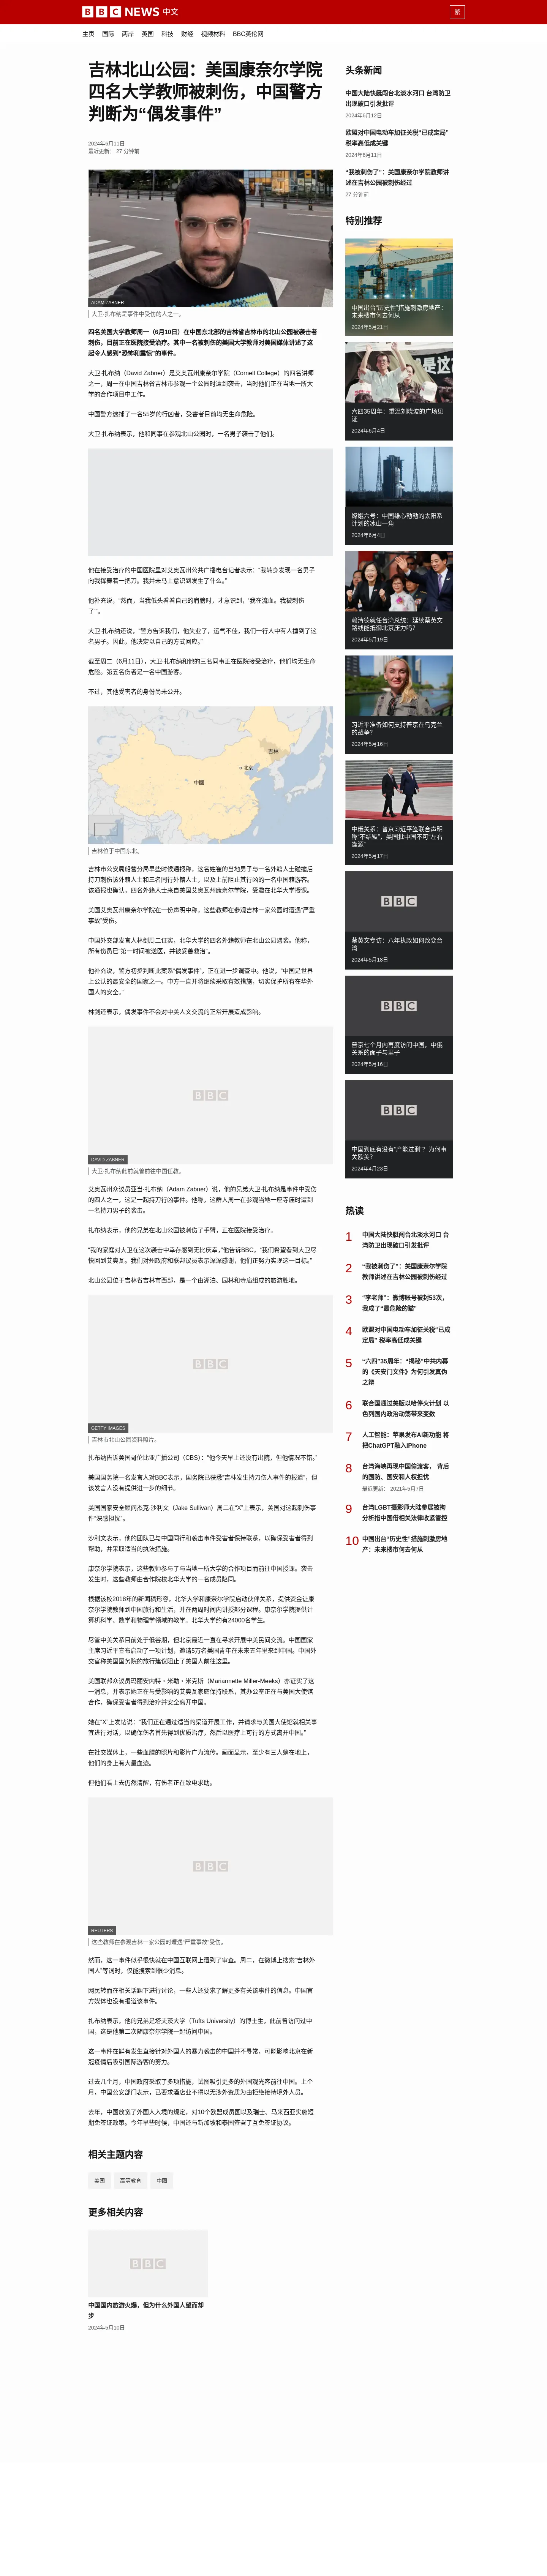 BBC NEWS 中文
繁
主页 国际 两岸 英国 科技 财经 视频材料 BBC英伦网
吉林北山公园：美国康奈尔学院
四名大学教师被刺伤，中国警方
判断为“偶发事件”
2024年6月11日
最近更新： 27 分钟前
ADAM ZABNER
大卫·扎布纳是事件中受伤的人之一。
四名美国大学教师周一（6月10日）在中国东北部的吉林省吉林市的北山公园被袭击者
刺伤，目前正在医院接受治疗。其中一名被刺伤的美国大学教师对美国媒体讲述了这
起令人感到“恐怖和震惊”的事件。
大卫·扎布纳（David Zabner）是艾奥瓦州康奈尔学院（Cornell College）的四名讲师
之一，周一在中国吉林省吉林市参观一个公园时遭到袭击，当时他们正在当地一所大
学的合作项目中工作。
中国警方逮捕了一名55岁的行凶者，受害者目前均无生命危险。
大卫·扎布纳表示，他和同事在参观北山公园时，一名男子袭击了他们。
他在接受治疗的中国医院里对艾奥瓦州公共广播电台记者表示：“我转身发现一名男子
向我挥舞着一把刀。我并未马上意识到发生了什么。”
他补充说，“然而，当我低头看着自己的肩膀时，才意识到，‘我在流血。我被刺伤
了’”。
大卫·扎布纳还说，“警方告诉我们，他失业了，运气不佳，我们一行人中有人撞到了这
名男子。因此，他决定以自己的方式回应。”
截至周二（6月11日），大卫·扎布纳和他的三名同事正在医院接受治疗，他们均无生命
危险。第五名伤者是一名中国游客。
不过，其他受害者的身份尚未公开。
吉林
北京
中國
吉林位于中国东北。
吉林市公安局船营分局早些时候通报称，这名姓崔的当地男子与一名外籍人士碰撞后
持刀刺伤该外籍人士和三名同行外籍人士，以及上前阻止其行凶的一名中国籍游客。
该通报也确认，四名外籍人士来自美国艾奥瓦州康奈尔学院，受邀在北华大学授课。
美国艾奥瓦州康奈尔学院在一份声明中称，这些教师在参观吉林一家公园时遭遇“严重
事故”受伤。
中国外交部发言人林剑周二证实，北华大学的四名外籍教师在北山公园遇袭。他称，
所有伤员已“第一时间被送医，并被妥善救治”。
他补充说，警方初步判断此案系“偶发事件”，正在进一步调查中。他说，“中国是世界
上公认的最安全的国家之一。中方一直并将继续采取有效措施，切实保护所有在华外
国人的安全。”
林剑还表示，偶发事件不会对中美人文交流的正常开展造成影响。
BBC
DAVID ZABNER
大卫·扎布纳此前就曾前往中国任教。
艾奥瓦州众议员亚当·扎布纳（Adam Zabner）说，他的兄弟大卫·扎布纳是事件中受伤
的四人之一，这是一起持刀行凶事件。他称，这群人周一在参观当地一座寺庙时遭到
一名持刀男子的袭击。
扎布纳表示，他的兄弟在北山公园被刺伤了手臂，正在医院接受治疗。
“我的家庭对大卫在这次袭击中幸存感到无比庆幸，”他告诉BBC，“我们希望看到大卫尽
快回到艾奥瓦。我们对州政府和联邦议员表示深深感谢，他们正努力实现这一目标。”
北山公园位于吉林省吉林市西部，是一个由湖泊、园林和寺庙组成的旅游胜地。
BBC
GETTY IMAGES
吉林市北山公园资料照片。
扎布纳告诉美国哥伦比亚广播公司（CBS）：“他今天早上还没有出院，但他情况不错。”
美国国务院一名发言人对BBC表示，国务院已获悉“吉林发生持刀伤人事件的报道”，但
该发言人没有提供进一步的细节。
美国国家安全顾问杰克·沙利文（Jake Sullivan）周二在“X”上表示，美国对这起刺伤事
件“深感担忧”。
沙利文表示，他的团队已与中国同行和袭击事件受害者保持联系，以确保受害者得到
帮助，并采取适当的执法措施。
康奈尔学院表示，这些教师参与了与当地一所大学的合作项目而前往中国授课。袭击
发生时，这些教师由合作院校北华大学的一名成员陪同。
根据该校2018年的新闻稿形容，北华大学和康奈尔学院启动伙伴关系，提供资金让康
奈尔学院教师到中国旅行和生活，并在两周时间内讲授部分课程。康奈尔学院提供计
算机科学、数学和物理学领域的教学。北华大学约有24000名学生。
尽管中美关系目前处于低谷期，但北京最近一直在寻求开展中美民间交流。中国国家
主席习近平宣布启动了一项计划，邀请5万名美国青年在未来五年里来到中国。中国外
交官称美国国务院的旅行建议阻止了美国人前往这里。
美国联邦众议员玛丽安内特・米勒・米克斯（Mariannette Miller-Meeks）亦证实了这
一消息，并表示她正在与受影响的艾奥瓦家庭保持联系，其办公室正在与美国大使馆
合作，确保受害者得到治疗并安全离开中国。
她在“X”上发帖说：“我们正在通过适当的渠道开展工作，并请求与美国大使馆就相关事
宜进行对话，以确保伤者首先得到优质治疗，然后以医疗上可行的方式离开中国。”
在社交媒体上，一些血腥的照片和影片广为流传。画面显示，至少有三人躺在地上，
他们的身上有大量血迹。
但他们看上去仍然清醒，有伤者正在致电求助。
BBC
REUTERS
这些教师在参观吉林一家公园时遭遇“严重事故”受伤。
然而，这一事件似乎很快就在中国互联网上遭到了审查。周二，在微博上搜索“吉林外
国人”等词时，仅能搜索到很少消息。
网民转而在相关话题下进行讨论，一些人还要求了解更多有关该事件的信息。中国官
方媒体也没有报道该事件。
扎布纳表示，他的兄弟是塔夫茨大学（Tufts University）的博士生，此前曾访问过中
国，这是他第二次随康奈尔学院一起访问中国。
这一事件在鲜有发生直接针对外国人的暴力袭击的中国并不寻常，可能影响北京在新
冠疫情后吸引国际游客的努力。
过去几个月，中国政府采取了多项措施，试图吸引更多的外国观光客前往中国。上个
月，中国公安部门表示，已要求酒店业不得以无涉外资质为由拒绝接待境外人员。
去年，中国放宽了外国人入境的规定，对10个欧盟成员国以及瑞士、马来西亚实施短
期免签证政策。今年早些时候，中国还与新加坡和泰国签署了互免签证协议。
相关主题内容
美国 高等教育 中國
更多相关内容
BBC
中国国内旅游火爆，但为什么外国人望而却
步
2024年5月10日
头条新闻
中国大陆快艇闯台北淡水河口 台湾防卫
出现破口引发批评
2024年6月12日
欧盟对中国电动车加征关税“已成定局”
税率高低成关键
2024年6月11日
“我被刺伤了”：美国康奈尔学院教师讲
述在吉林公园被刺伤经过
27 分钟前
特别推荐
中国出台“历史性”措施刺激房地产：
未来楼市何去何从
2024年5月21日
是这
六四35周年：重温刘晓波的广场见
证
2024年6月4日
嫦娥六号：中国雄心勃勃的太阳系
计划的冰山一角
2024年6月4日
赖清德就任台湾总统：延续蔡英文
路线能抵御北京压力吗？
2024年5月19日
习近平准备如何支持普京在乌克兰
的战争？
2024年5月16日
中俄关系：普京习近平签联合声明
称“不结盟”，美国批中国不可“左右
逢源”
2024年5月17日
BBC
蔡英文专访：八年执政如何改变台
湾
2024年5月18日
BBC
普京七个月内两度访问中国，中俄
关系的面子与里子
2024年5月16日
BBC
中国到底有没有“产能过剩”？为何事
关欧美？
2024年4月23日
热读
1 中国大陆快艇闯台北淡水河口 台
湾防卫出现破口引发批评
2 “我被刺伤了”：美国康奈尔学院
教师讲述在吉林公园被刺伤经过
3 “李老师”：微博账号被封53次，
我成了“最危险的猫”
4 欧盟对中国电动车加征关税“已成
定局” 税率高低成关键
5 “六四”35周年：“揭秘”中共内幕
的《天安门文件》为何引发真伪
之辩
6 联合国通过美版以哈停火计划 以
色列国内政治动荡带来变数
7 人工智能：苹果发布AI新功能 将
把ChatGPT融入iPhone
8 台湾海峡再现中国偷渡客， 背后
的国防、国安和人权担忧
最近更新： 2021年5月7日
9 台湾LGBT摄影师大陆参展被拘
分析指中国借相关法律收紧管控
10 中国出台“历史性”措施刺激房地
产：未来楼市何去何从